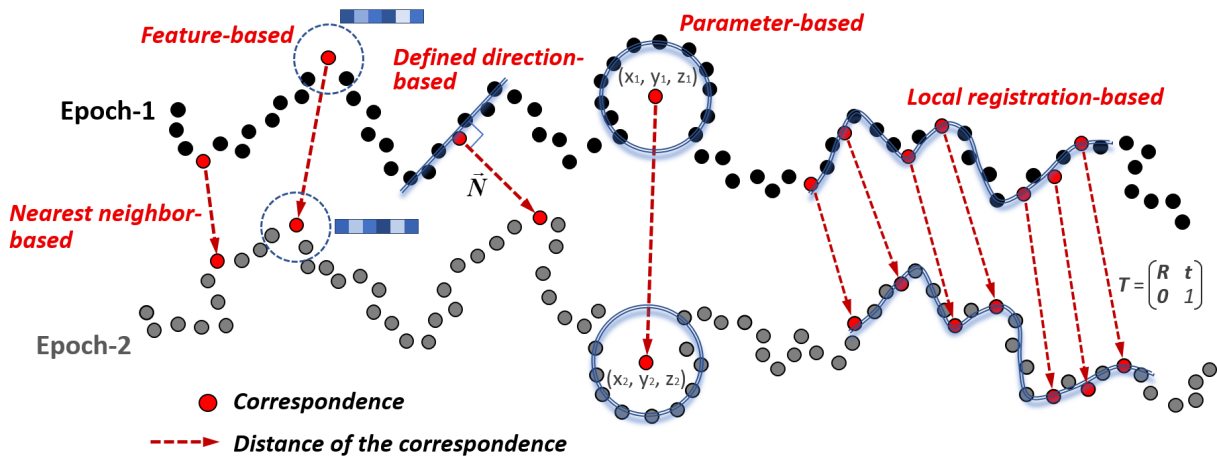 Parameter-based
Feature-based
Defined direction-
based
(x₁, y₁, z₁)
Epoch-1
Local registration-based
N⃗
Nearest neighbor-
based
T = (R t
0 1)
Epoch-2
(x₂, y₂, z₂)
Correspondence
Distance of the correspondence